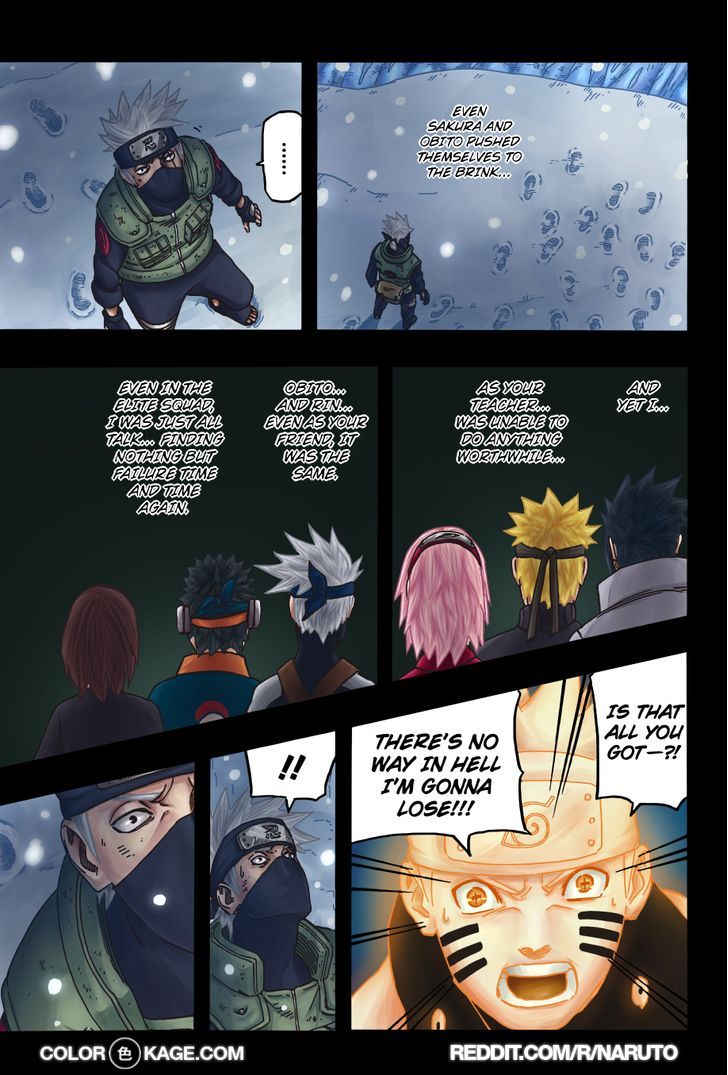 EVEN
SAKURA AND
OBITO PUSHED
THEMSELVES TO
THE BRINK...
......
AND
YET I...
AS YOUR
TEACHER...
WAS UNABLE TO
DO ANYTHING
WORTHWHILE...
OBITO...
AND RIN...
EVEN AS YOUR
FRIEND, IT
WAS THE
SAME.
EVEN IN THE
ELITE SQUAD,
I WAS JUST ALL
TALK... FINDING
NOTHING BUT
FAILURE TIME
AND TIME
AGAIN.
IS THAT
ALL YOU
GOT—?!
THERE'S NO
WAY IN HELL
I'M GONNA
LOSE!!!
!!
COLOR 色 KAGE.COM
REDDIT.COM/R/NARUTO